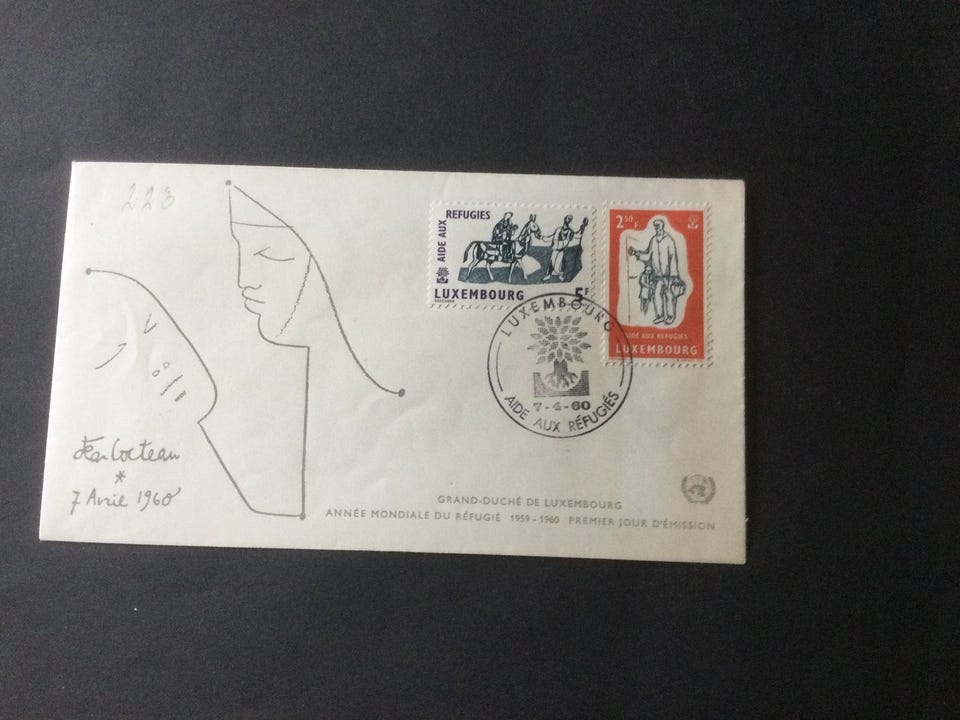 223
AIDE AUX REFUGIES
LUXEMBOURG 5F
2 50 F.
AIDE AUX REFUGIES
LUXEMBOURG
LUXEMBOURG
7-4-60
AIDE AUX RÉFUGIÉS
Jean Cocteau
*
7 Avril 1960
GRAND-DUCHÉ DE LUXEMBOURG
ANNÉE MONDIALE DU RÉFUGIÉ 1959-1960 PREMIER JOUR D'ÉMISSION